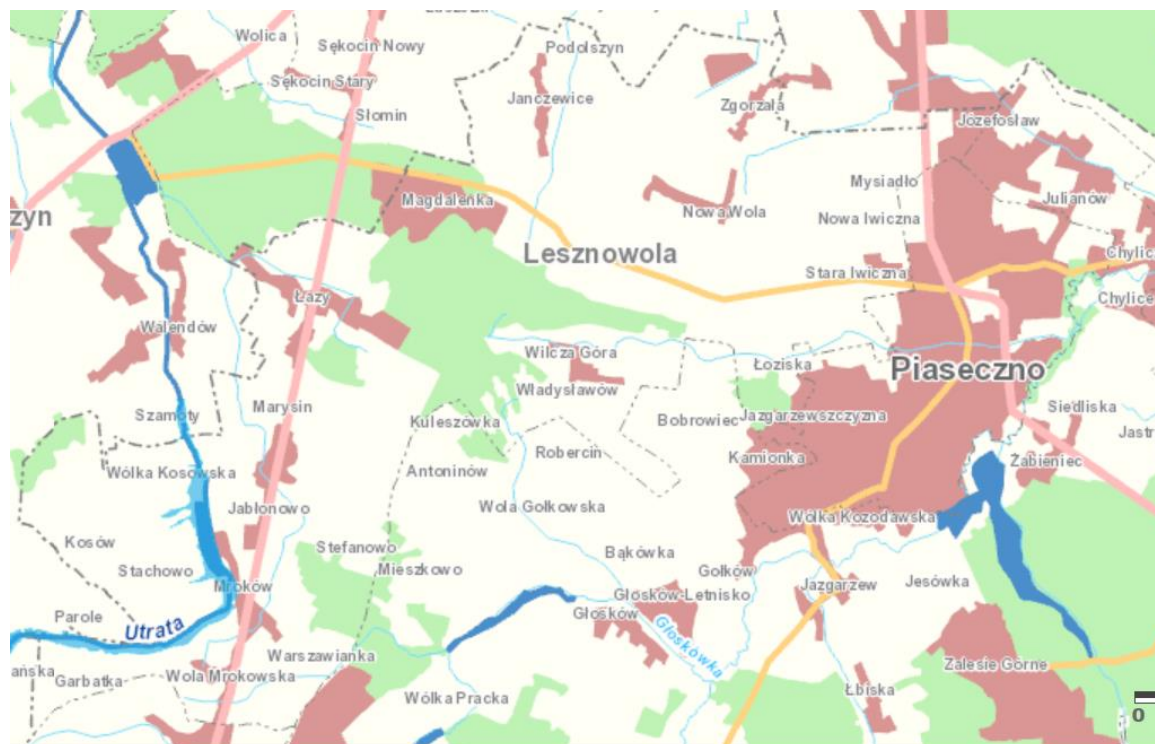 Wolica
Sękocin Nowy
Podolszyn
Sękocin Stary
Janczewice
Zgorzała
Słomin
Józefosław
Mysiadło
Magdalenka
Julianów
zyn
Nowa Wola
Nowa Iwiczna
Lesznowola
Chylic
Stara Iwiczna
Łazy
Chylice
Walendów
Wilcza Góra
Łoziska
Piaseczno
Władysławów
Marysin
Siedliska
Szamoty
Kuleszówka
Bobrowiec
Jazgarzewszczyzna
Jastr
Robercin
Kamionka
Żabieniec
Wólka Kosowska
Antoninów
Jabłonowo
Wola Gołkowska
Wólka Kozodawska
Kosów
Stefanowo
Bąkówka
Stachowo
Mieszkowo
Gołków
Mroków
Jazgarzew
Jesówka
Głosków-Letnisko
Parole
Utrata
Głosków
Głoskówka
Warszawianka
Zalesie Górne
ańska
Garbatka
Wola Mrokowska
Wólka Pracka
Łbiska
0